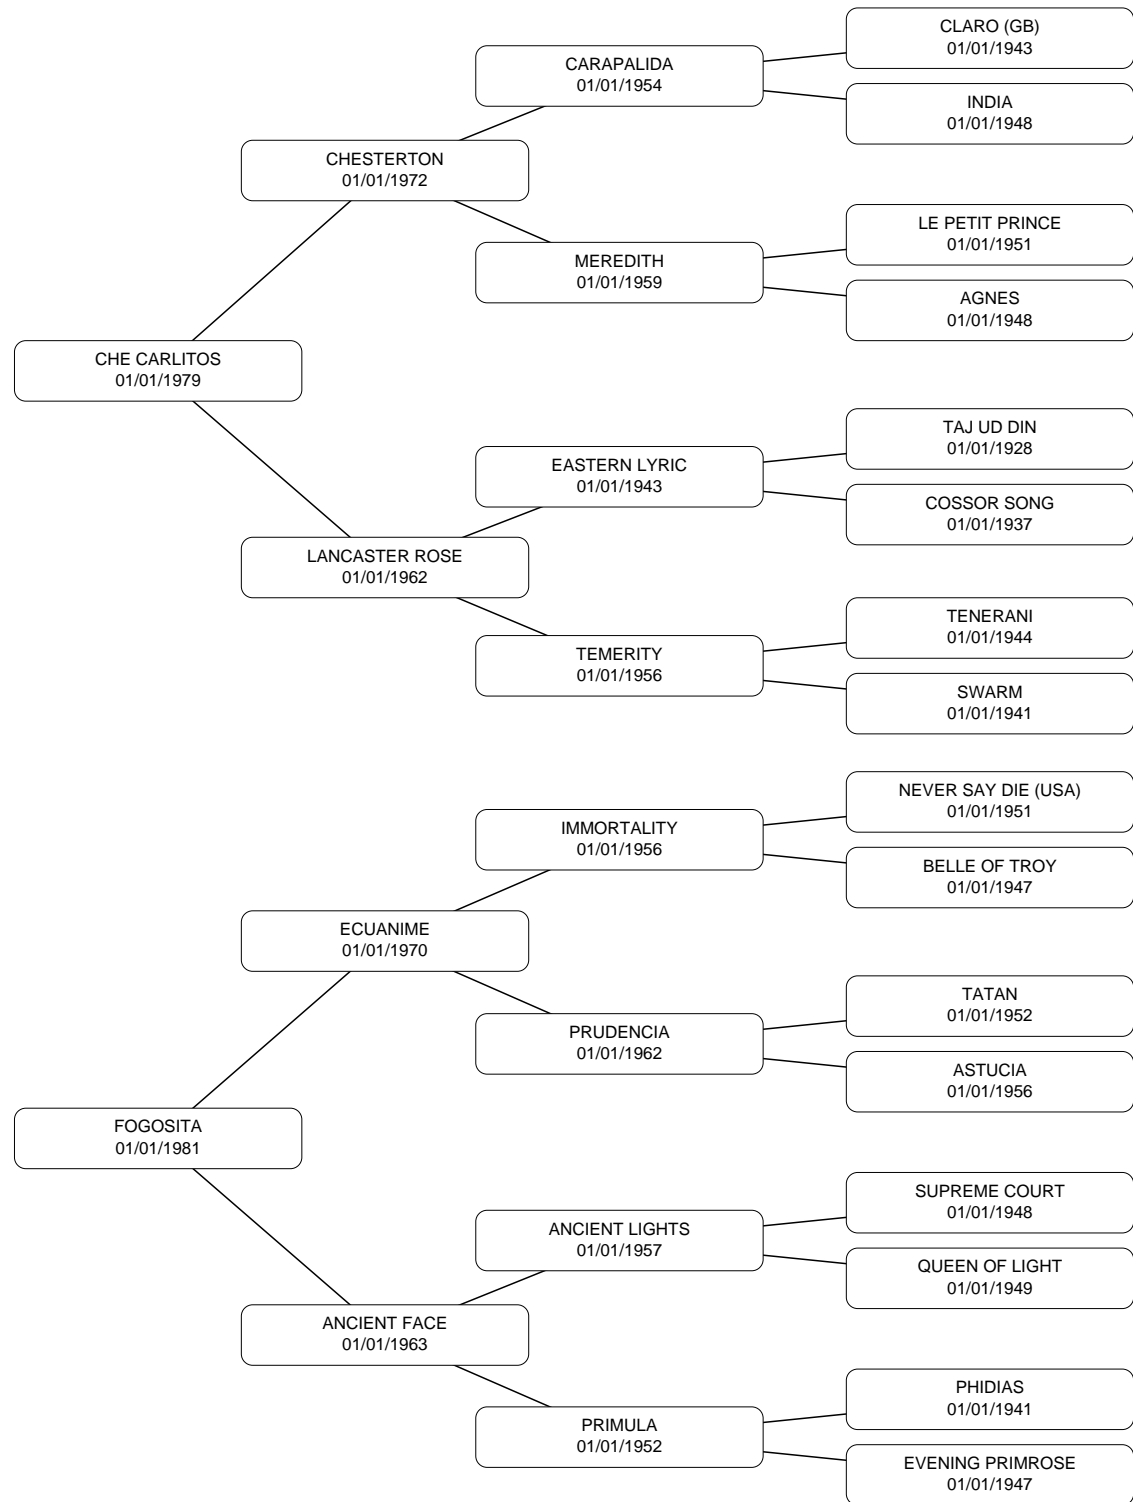 CLARO (GB)
01/01/1943
CARAPALIDA
01/01/1954
INDIA
01/01/1948
CHESTERTON
01/01/1972
LE PETIT PRINCE
01/01/1951
MEREDITH
01/01/1959
AGNES
01/01/1948
CHE CARLITOS
01/01/1979
TAJ UD DIN
01/01/1928
EASTERN LYRIC
01/01/1943
COSSOR SONG
01/01/1937
LANCASTER ROSE
01/01/1962
TENERANI
01/01/1944
TEMERITY
01/01/1956
SWARM
01/01/1941
NEVER SAY DIE (USA)
01/01/1951
IMMORTALITY
01/01/1956
BELLE OF TROY
01/01/1947
ECUANIME
01/01/1970
TATAN
01/01/1952
PRUDENCIA
01/01/1962
ASTUCIA
01/01/1956
FOGOSITA
01/01/1981
SUPREME COURT
01/01/1948
ANCIENT LIGHTS
01/01/1957
QUEEN OF LIGHT
01/01/1949
ANCIENT FACE
01/01/1963
PHIDIAS
01/01/1941
PRIMULA
01/01/1952
EVENING PRIMROSE
01/01/1947